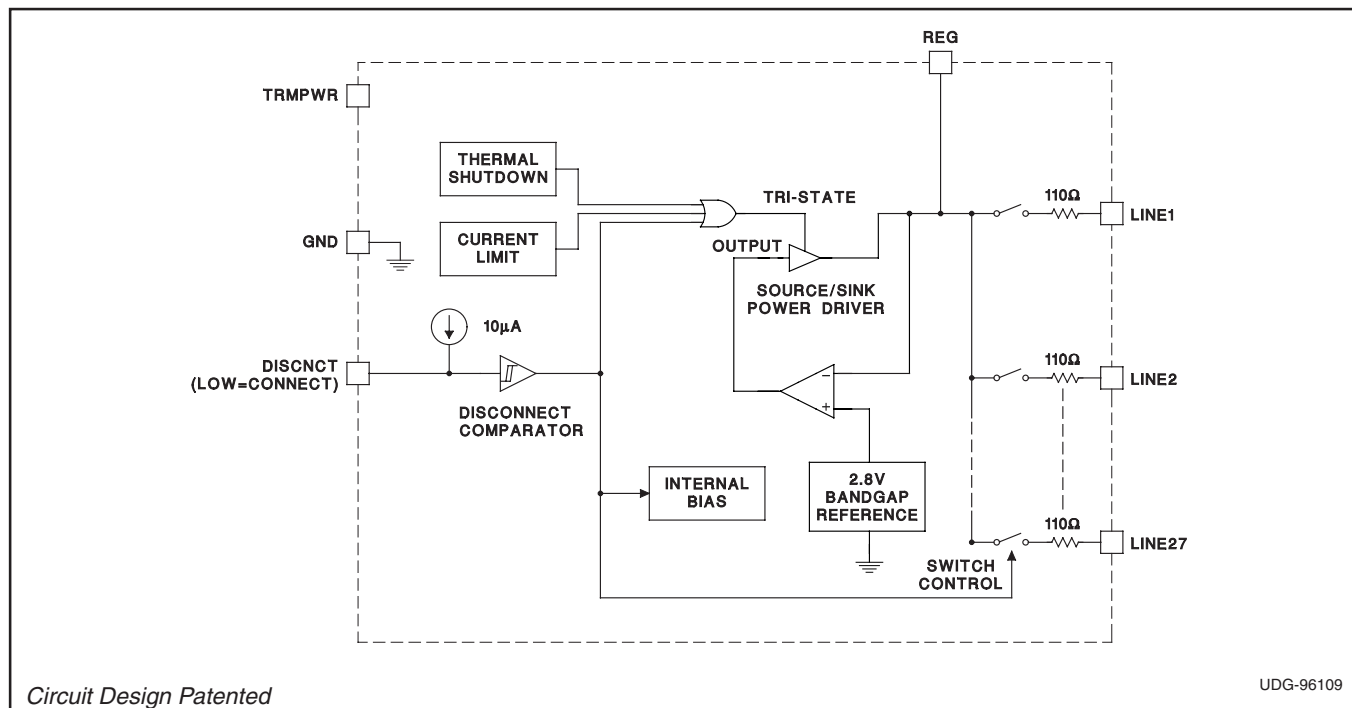 REG
TRMPWR
THERMAL
SHUTDOWN
TRI-STATE
110Ω
LINE1
GND
CURRENT
LIMIT
OUTPUT
SOURCE/SINK
POWER DRIVER
10µA
DISCNCT
(LOW=CONNECT)
110Ω
LINE2
−
+
DISCONNECT
COMPARATOR
INTERNAL
BIAS
2.8V
BANDGAP
REFERENCE
110Ω
LINE27
SWITCH
CONTROL
Circuit Design Patented
UDG-96109